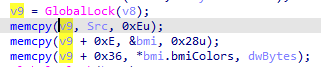 v9 = GlobalLock(v8);
memcpy(v9, Src, 0xEu);
memcpy(v9 + 0xE, &bmi, 0x28u);
memcpy(v9 + 0x36, *bmi.bmiColors, dwBytes);